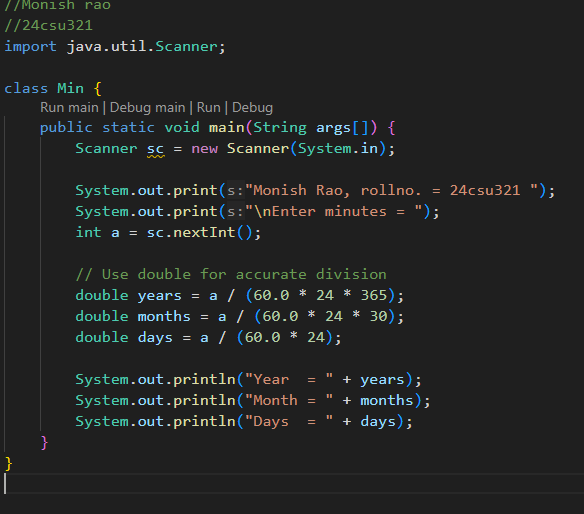 //Monish rao
//24csu321
import java.util.Scanner;

class Min {
Run main | Debug main | Run | Debug
    public static void main(String args[]) {
        Scanner sc = new Scanner(System.in);

        System.out.print(s:"Monish Rao, rollno. = 24csu321 ");
        System.out.print(s:"\nEnter minutes = ");
        int a = sc.nextInt();

        // Use double for accurate division
        double years = a / (60.0 * 24 * 365);
        double months = a / (60.0 * 24 * 30);
        double days = a / (60.0 * 24);

        System.out.println("Year  = " + years);
        System.out.println("Month = " + months);
        System.out.println("Days  = " + days);
    }
}